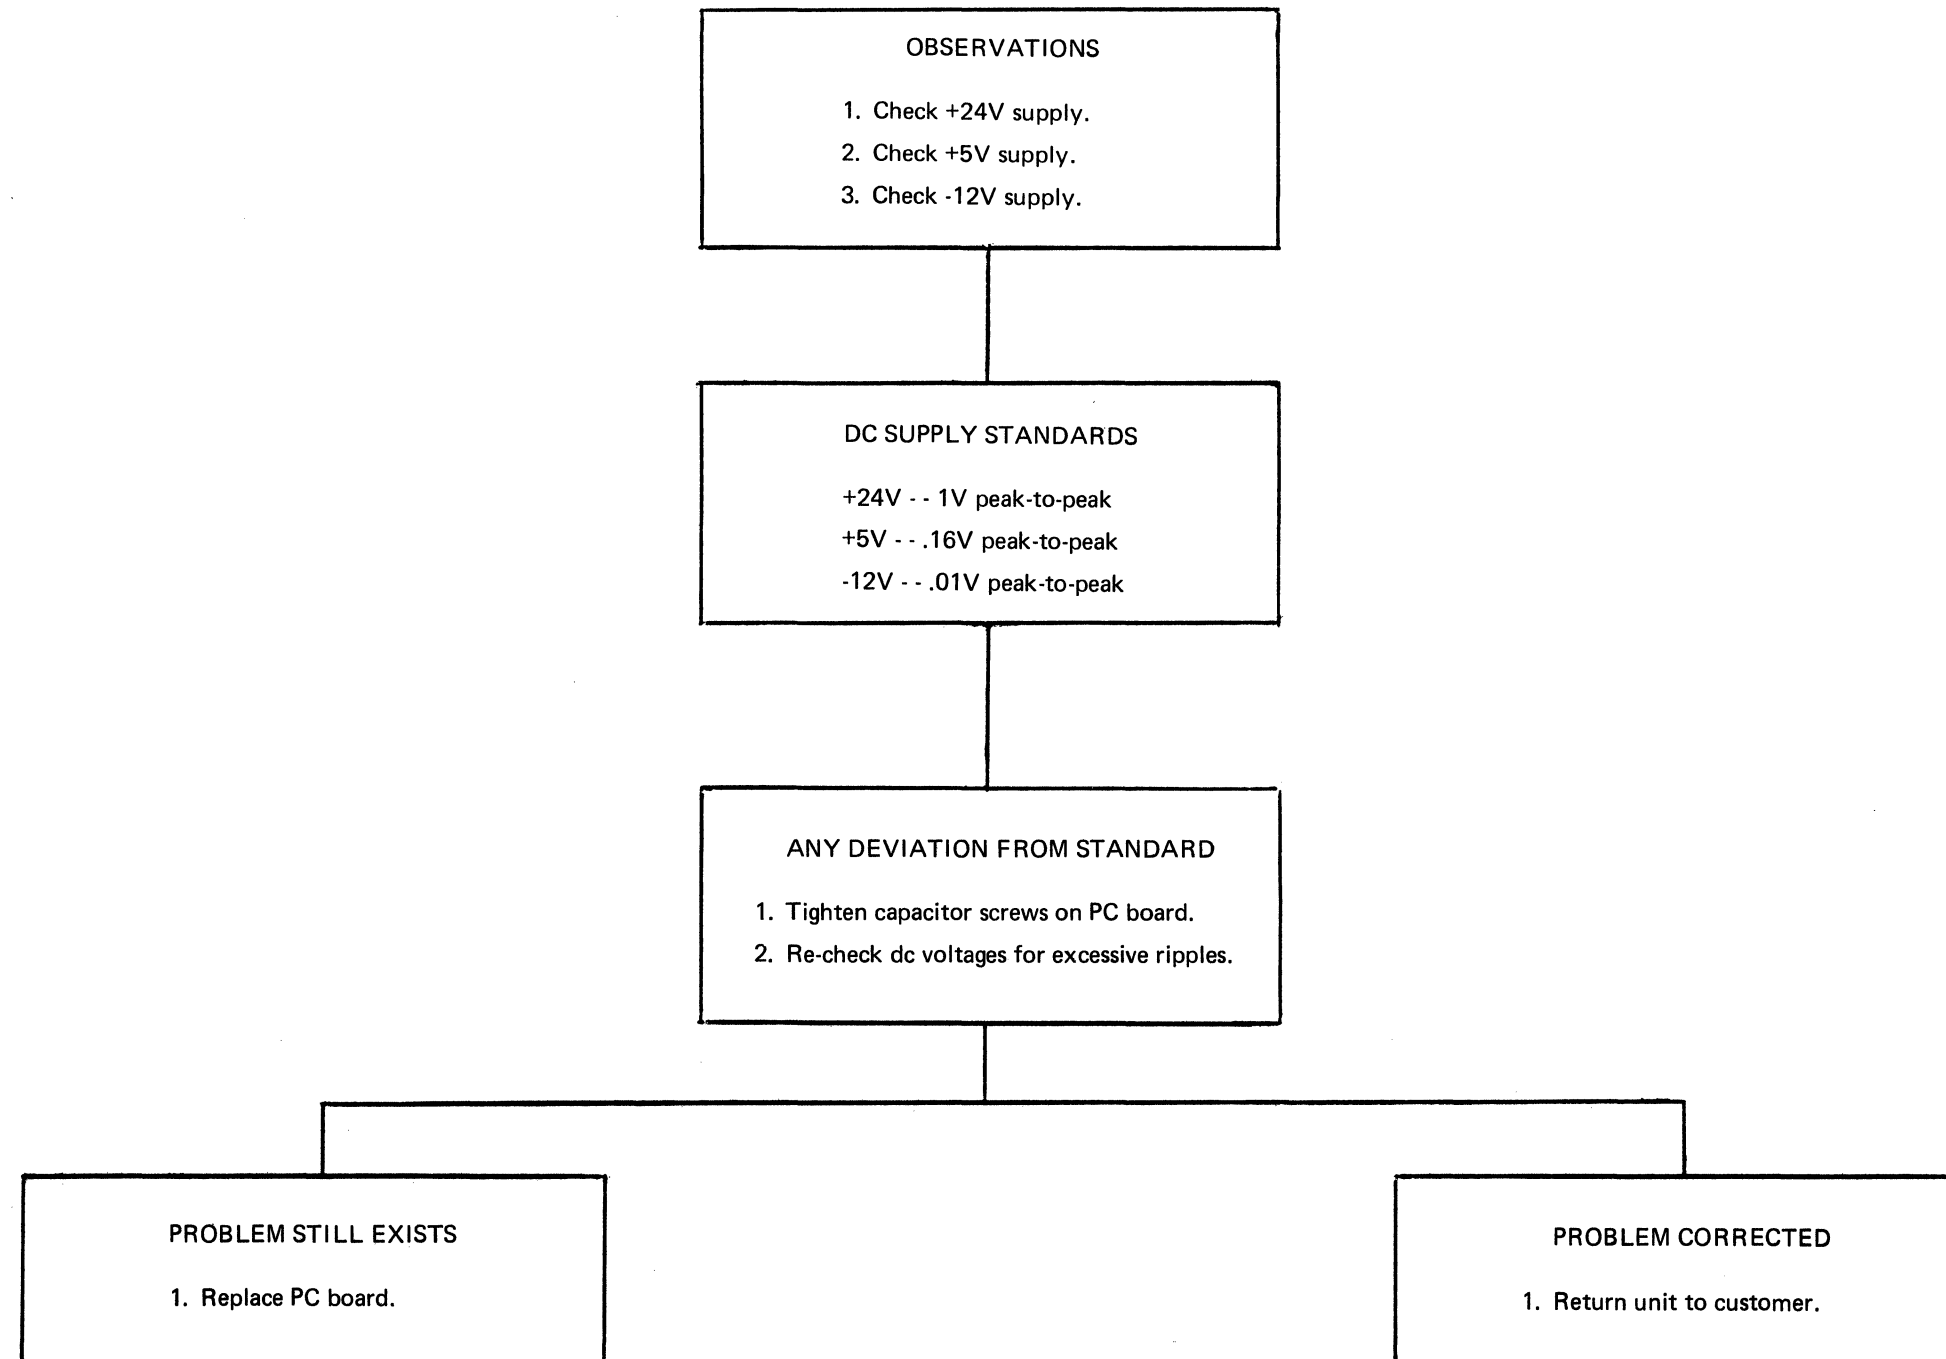 OBSERVATIONS
1. Check +24V supply.
2. Check +5V supply.
3. Check -12V supply.
DC SUPPLY STANDARDS
+24V - - 1V peak-to-peak
+5V - - .16V peak-to-peak
-12V - - .01V peak-to-peak
ANY DEVIATION FROM STANDARD
1. Tighten capacitor screws on PC board.
2. Re-check dc voltages for excessive ripples.
PROBLEM STILL EXISTS
1. Replace PC board.
PROBLEM CORRECTED
1. Return unit to customer.